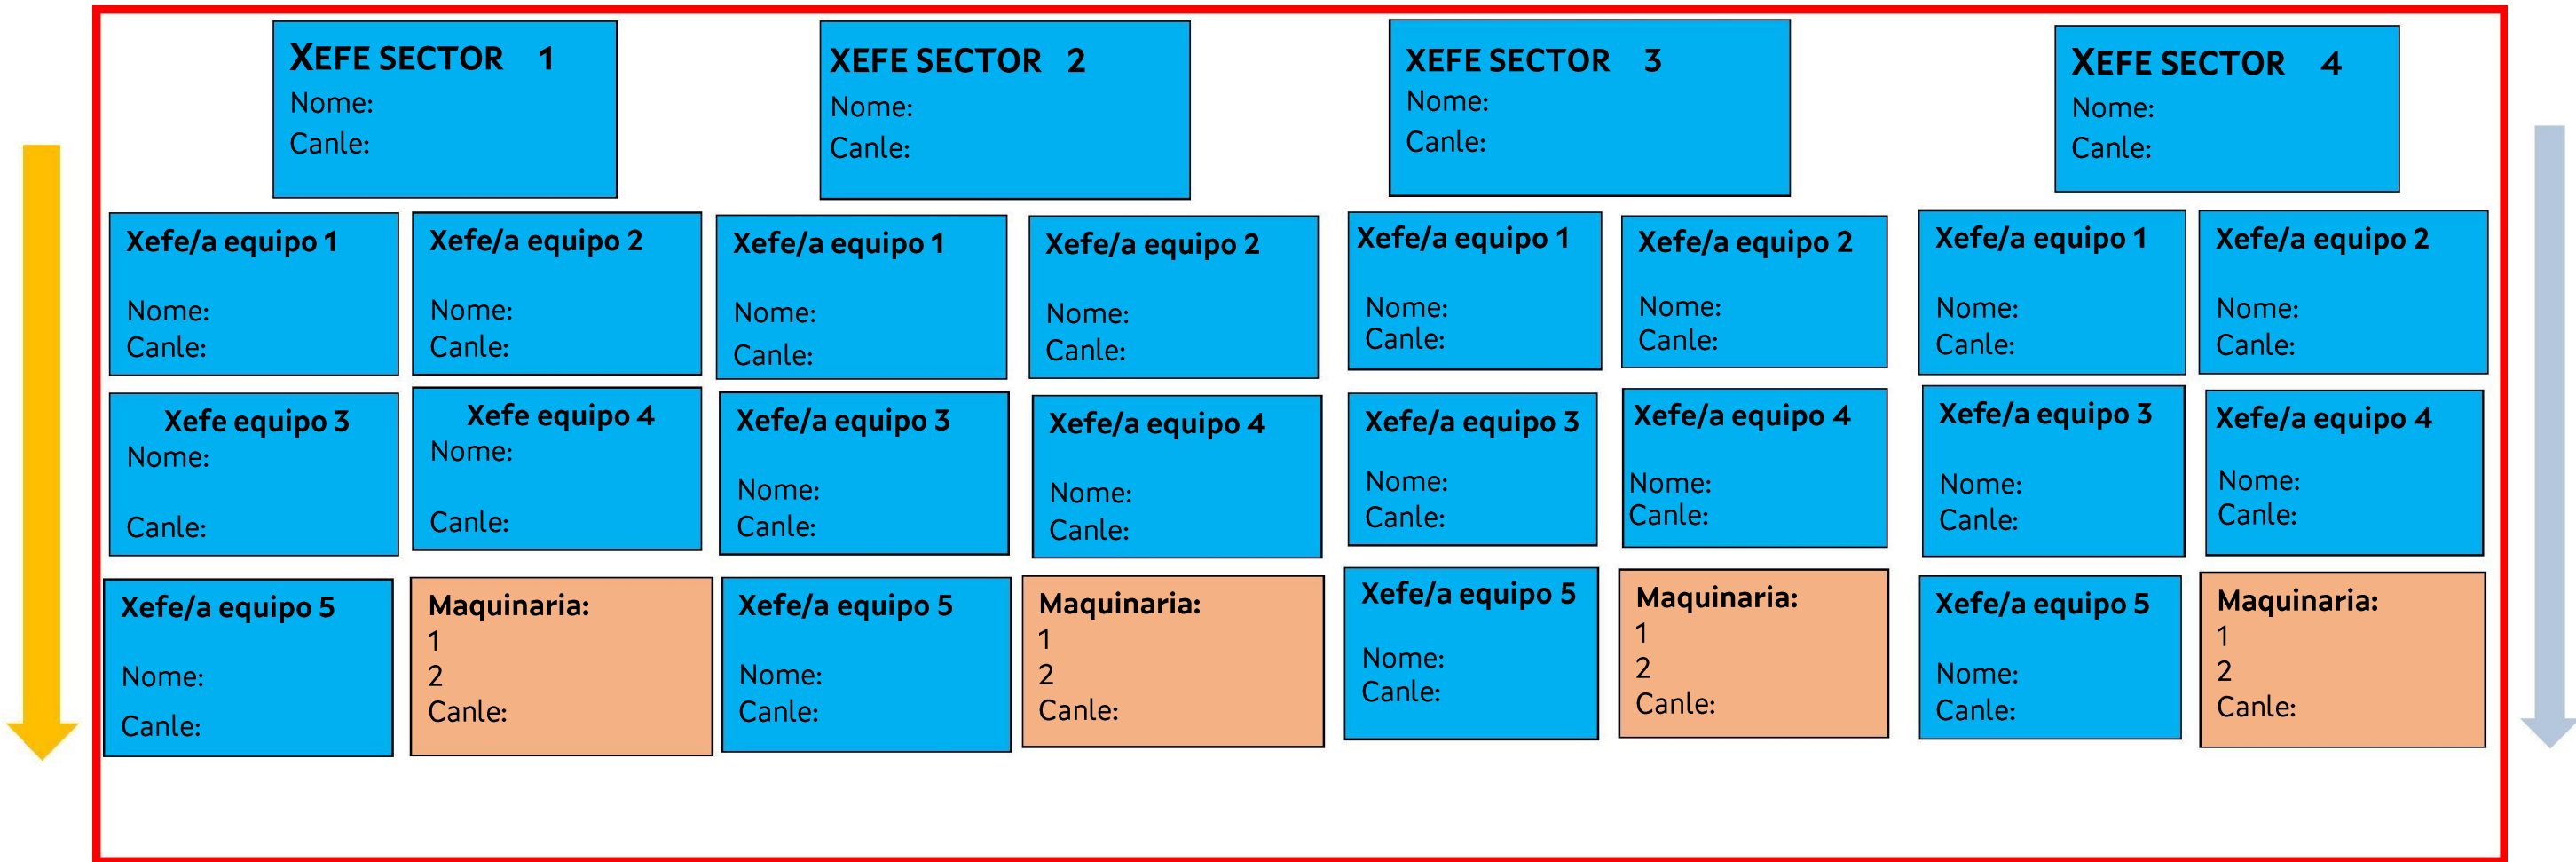 XEFE SECTOR 1
Nome:
Canle:
XEFE SECTOR 2
Nome:
Canle:
XEFE SECTOR 3
Nome:
Canle:
XEFE SECTOR 4
Nome:
Canle:
Xefe/a equipo 1
Nome:
Canle:
Xefe/a equipo 2
Nome:
Canle:
Xefe/a equipo 1
Nome:
Canle:
Xefe/a equipo 2
Nome:
Canle:
Xefe/a equipo 1
Nome:
Canle:
Xefe/a equipo 2
Nome:
Canle:
Xefe/a equipo 1
Nome:
Canle:
Xefe/a equipo 2
Nome:
Canle:
Xefe equipo 3
Nome:
Canle:
Xefe equipo 4
Nome:
Canle:
Xefe/a equipo 3
Nome:
Canle:
Xefe/a equipo 4
Nome:
Canle:
Xefe/a equipo 3
Nome:
Canle:
Xefe/a equipo 4
Nome:
Canle:
Xefe/a equipo 3
Nome:
Canle:
Xefe/a equipo 4
Nome:
Canle:
Xefe/a equipo 5
Nome:
Canle:
Maquinaria:
1
2
Canle:
Xefe/a equipo 5
Nome:
Canle:
Maquinaria:
1
2
Canle:
Xefe/a equipo 5
Nome:
Canle:
Maquinaria:
1
2
Canle:
Xefe/a equipo 5
Nome:
Canle:
Maquinaria:
1
2
Canle: